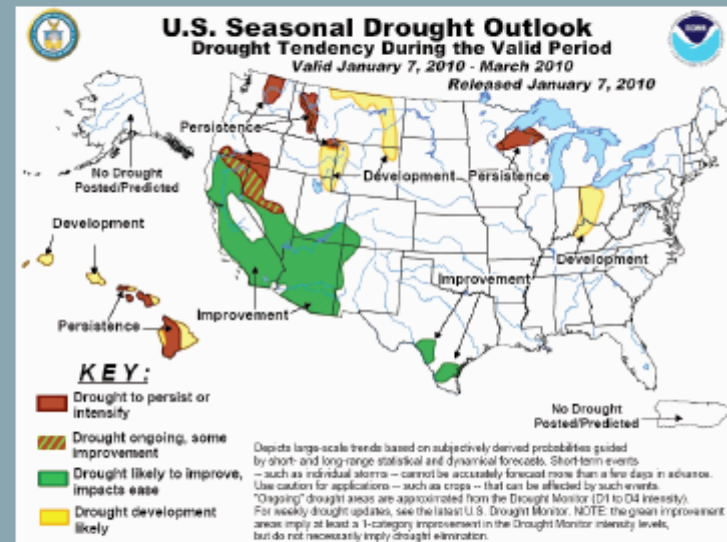 U.S. Seasonal Drought Outlook
Drought Tendency During the Valid Period
Valid January 7, 2010 - March 2010
Released January 7, 2010
Persistence
No Drought
Posted/Predicted
Development
Persistence
Development
Development
Improvement
Persistence
Improvement
No Drought
Posted/Predicted
KEY:
Drought to persist or
intensify
Drought ongoing, some
improvement
Drought likely to improve,
impacts ease
Drought development
likely
Depicts large-scale trends based on subjectively derived probabilities guided
by short- and long-range statistical and dynamical forecasts. Short-term events
-- such as individual storms -- cannot be accurately forecast more than a few days in advance.
Use caution for applications -- such as crops -- that can be affected by such events.
"Ongoing" drought areas are approximated from the Drought Monitor (D1 to D4 intensity).
For weekly drought updates, see the latest U.S. Drought Monitor. NOTE: the green improvement
areas imply at least a 1-category improvement in the Drought Monitor intensity levels,
but do not necessarily imply drought elimination.